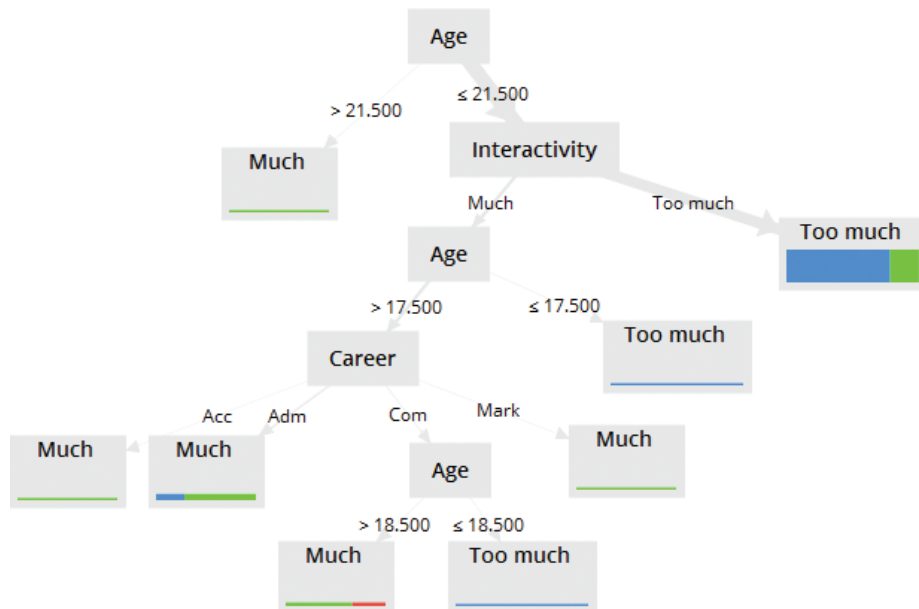 Age
> 21.500
≤ 21.500
Much
Interactivity
Much
Too much
Age
Too much
> 17.500
≤ 17.500
Career
Too much
Acc
Adm
Com
Mark
Much
Much
Age
Much
> 18.500
≤ 18.500
Much
Too much